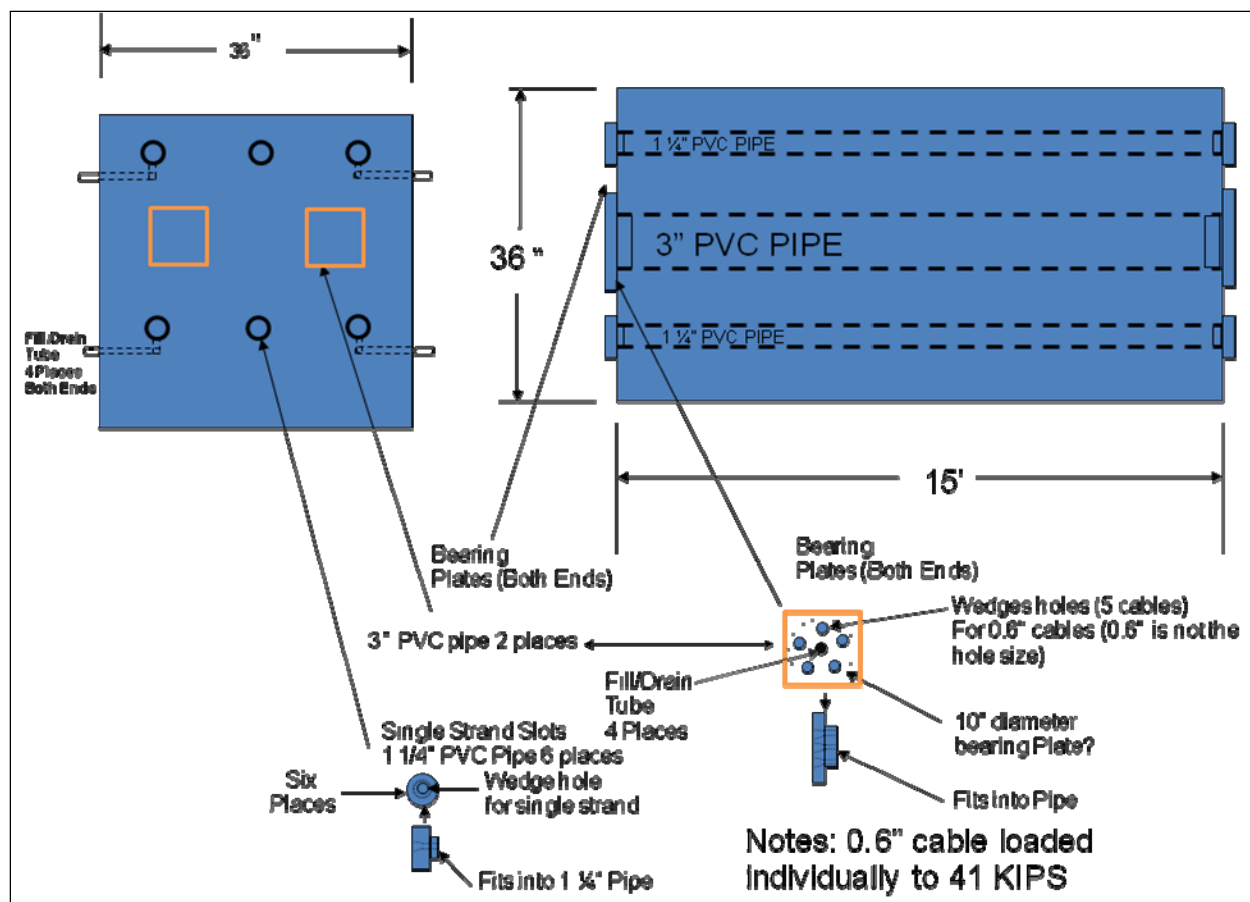 36"
1 ¼" PVC PIPE
3" PVC PIPE
36 "
1 ¼" PVC PIPE
Fill/Drain
Tube
4 Places
Both Ends
15'
Bearing
Plates (Both Ends)
Bearing
Plates (Both Ends)
Wedges holes (5 cables)
For 0.6" cables (0.6" is not the
hole size)
3" PVC pipe 2 places
Fill/Drain
Tube
4 Places
10" diameter
bearing Plate?
Single Strand Slots
1 1/4" PVC Pipe 6 places
Six
Places
Wedge hole
for single strand
Fits into Pipe
Fits into 1 ¼" Pipe
Notes: 0.6" cable loaded
individually to 41 KIPS